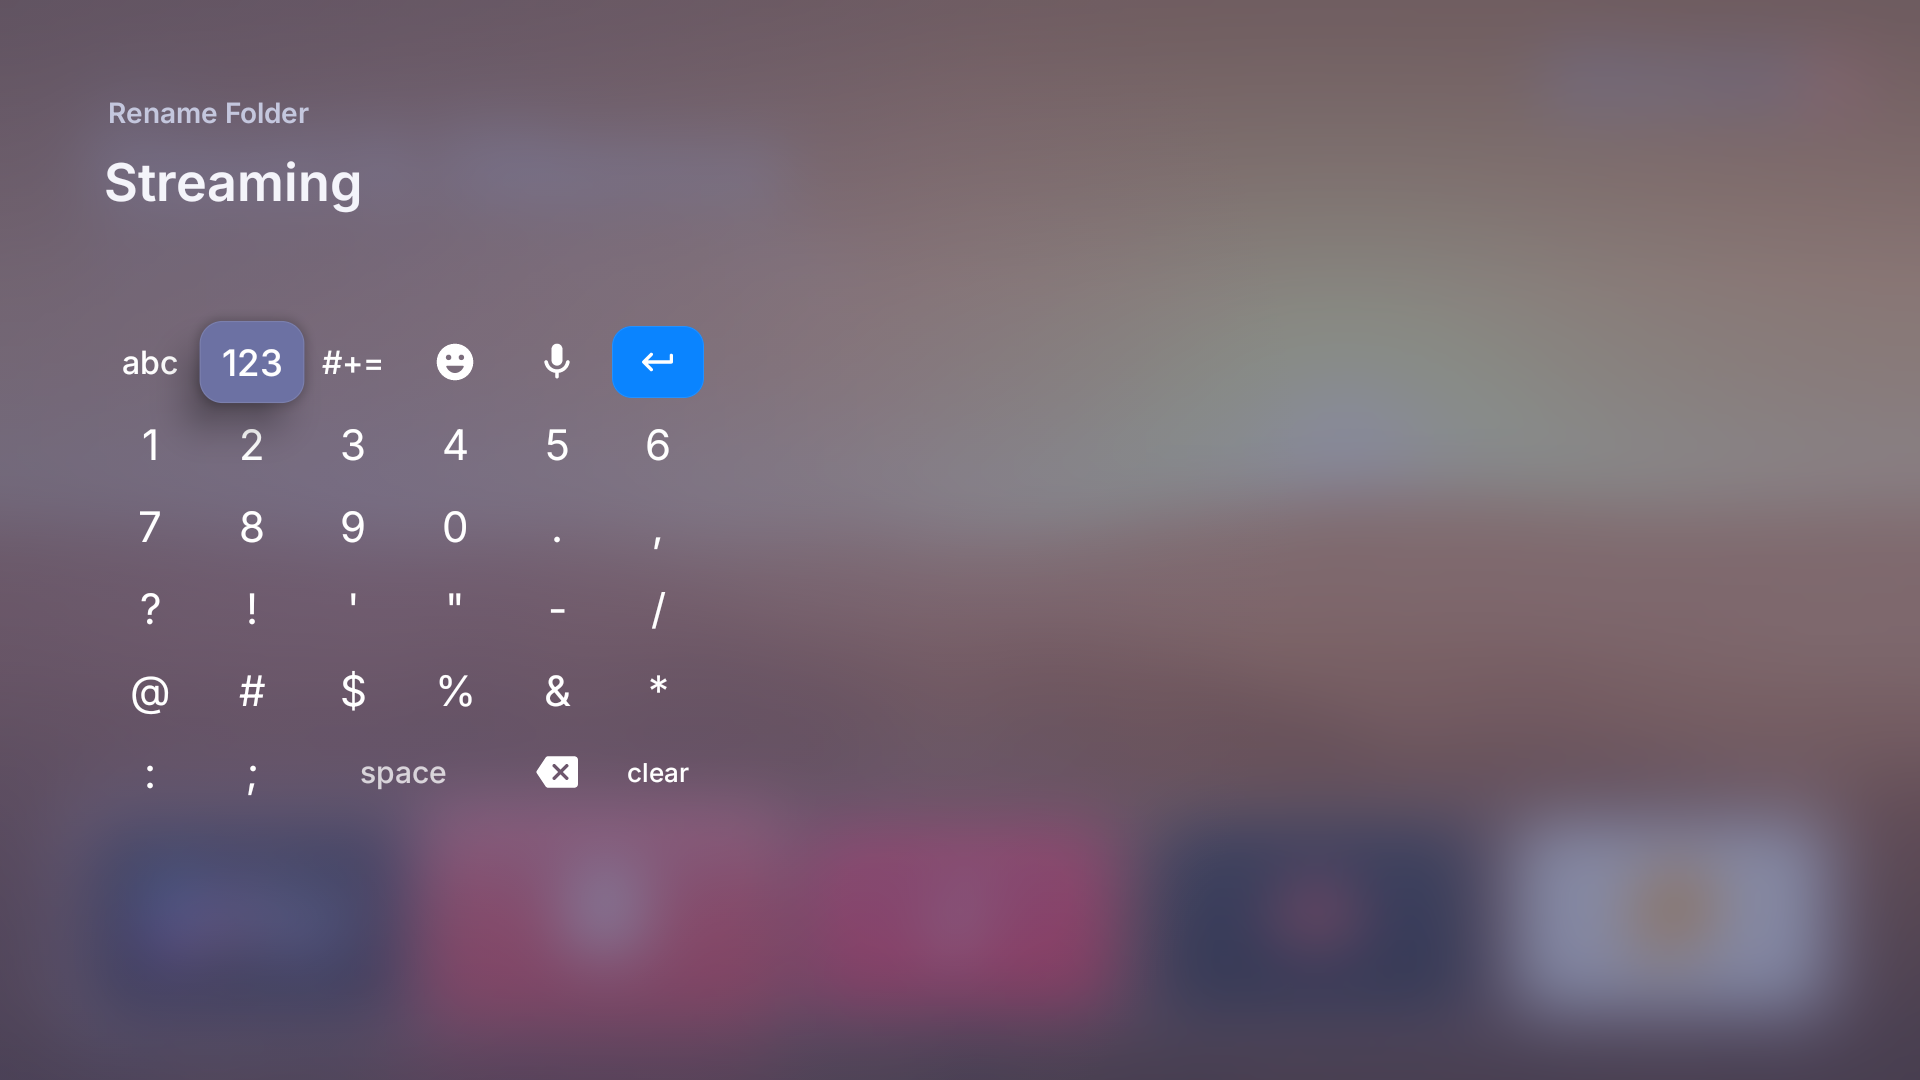 Rename Folder
Streaming
abc 123 #+=
1 2 3 4 5 6
7 8 9 0 . ,
? ! ' " - /
@ # $ % & *
: ; space clear